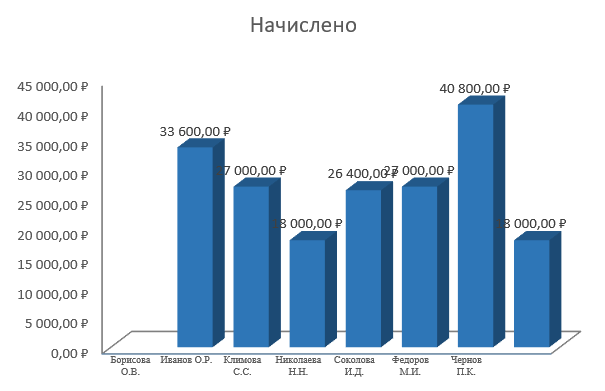 Начислено
45 000,00 ₽
40 000,00 ₽
35 000,00 ₽
30 000,00 ₽
25 000,00 ₽
20 000,00 ₽
15 000,00 ₽
10 000,00 ₽
5 000,00 ₽
0,00 ₽
33 600,00 ₽
7 000,00 ₽
8 000,00 ₽
26 400,00 ₽
27 000,00 ₽
40 800,00 ₽
8 000,00 ₽
Борисова
О.В.
Иванов О.Р.
Климова
С.С.
Николаева
Н.Н.
Соколова
И.Д.
Федоров
М.И.
Чернов
П.К.